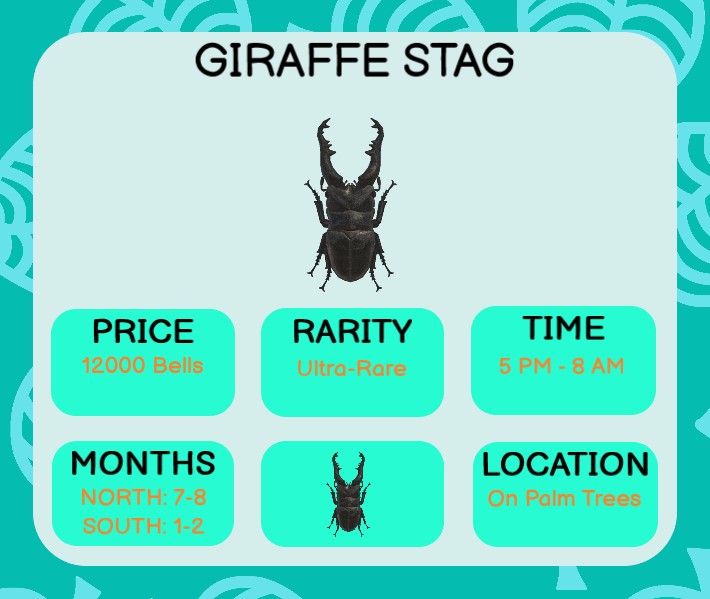 GIRAFFE STAG
PRICE
12000 Bells
RARITY
Ultra-Rare
TIME
5 PM - 8 AM
MONTHS
NORTH: 7-8
SOUTH: 1-2
LOCATION
On Palm Trees